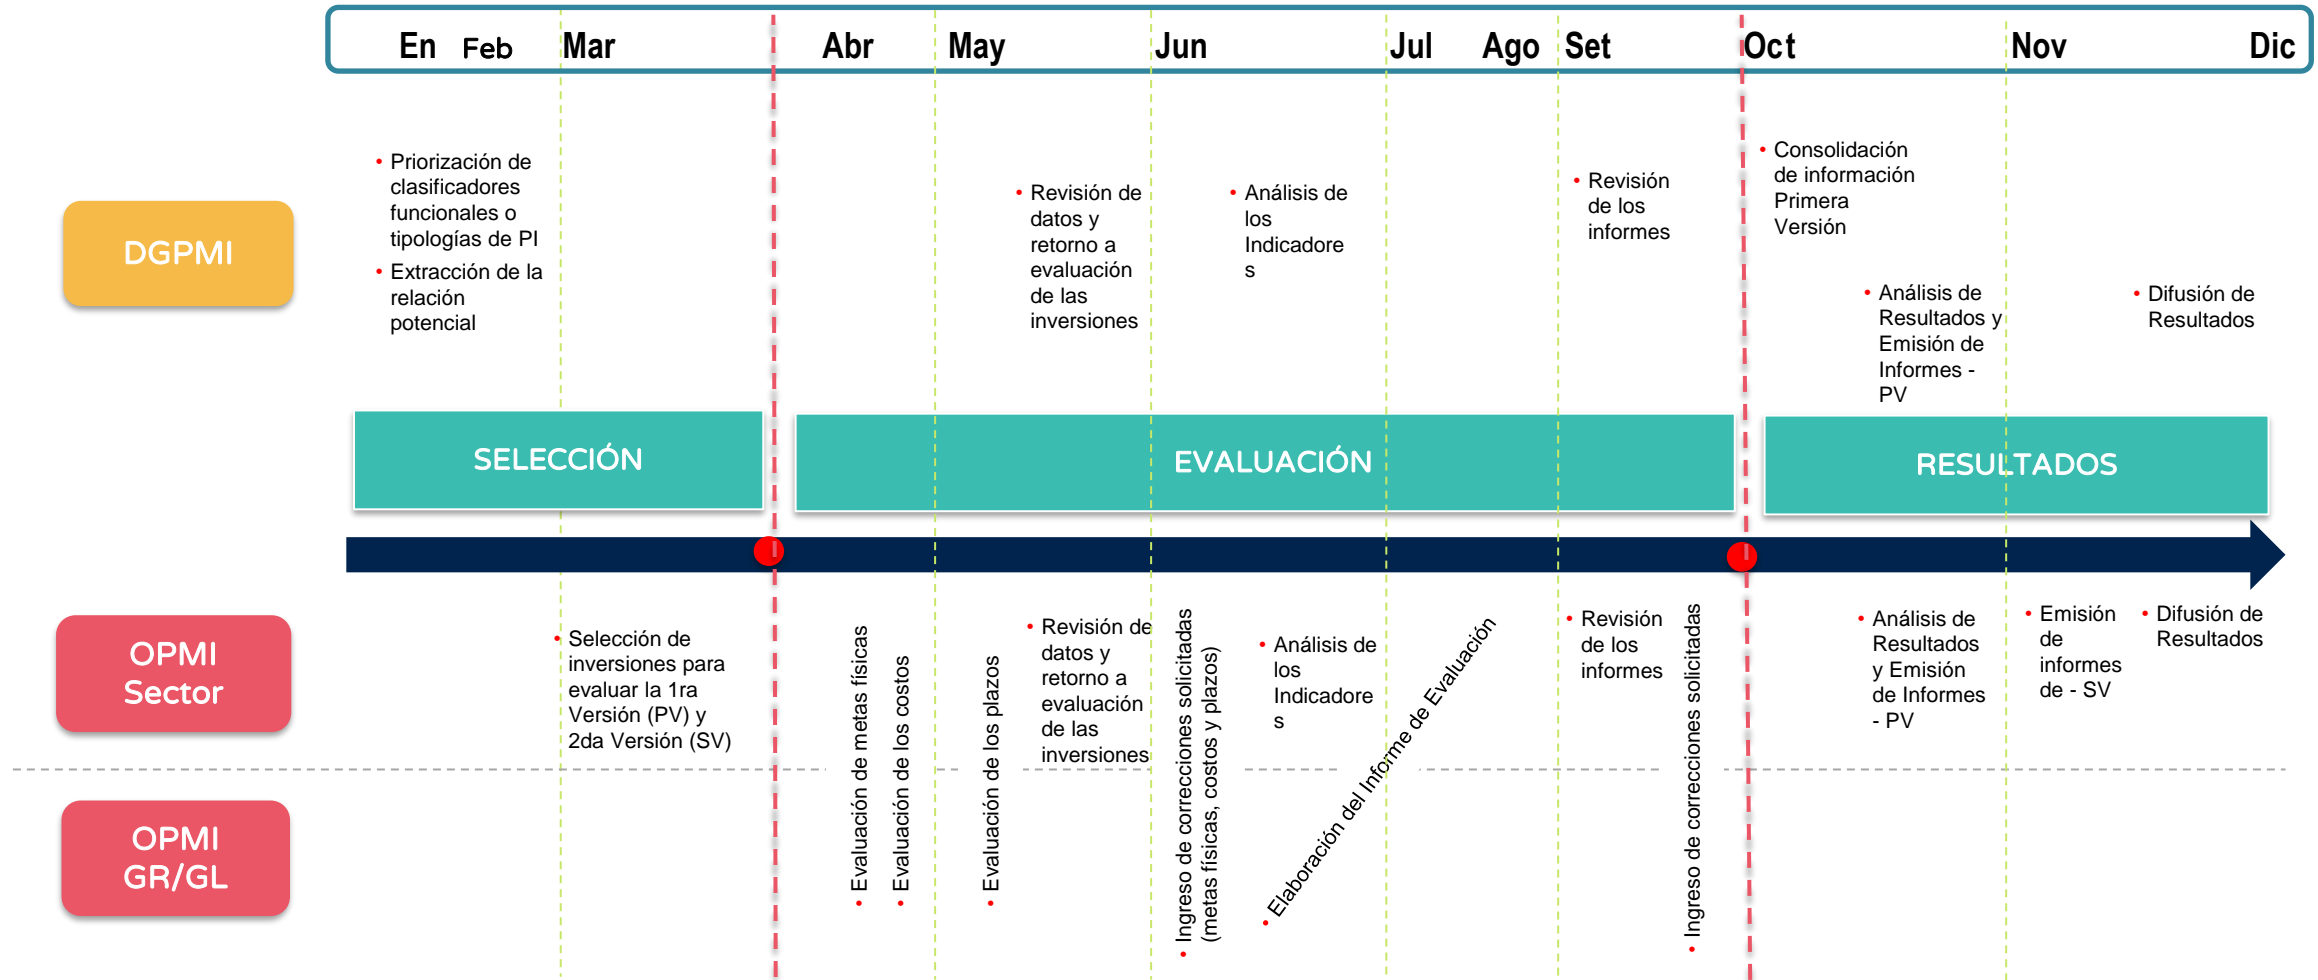 En Feb Mar Abr May Jun Jul Ago Set Oct Nov Dic
DGPMI
• Priorización de
clasificadores
funcionales o
tipologías de PI
• Extracción de la
relación
potencial
• Revisión de
datos y
retorno a
evaluación
de las
inversiones
• Análisis de
los
Indicadore
s
• Revisión
de los
informes
• Consolidación
de información
Primera
Versión
• Análisis de
Resultados y
Emisión de
Informes -
PV
• Difusión de
Resultados
SELECCIÓN
EVALUACIÓN
RESULTADOS
OPMI
Sector
• Selección de
inversiones para
evaluar la 1ra
Versión (PV) y
2da Versión (SV)
• Evaluación de metas físicas
• Evaluación de los costos
• Evaluación de los plazos
• Revisión de
datos y
retorno a
evaluación
de las
inversiones
• Ingreso de correcciones solicitadas
(metas físicas, costos y plazos)
• Análisis de
los
Indicadore
s
• Elaboración del Informe de Evaluación
• Revisión
de los
informes
• Ingreso de correcciones solicitadas
• Análisis de
Resultados
y Emisión
de Informes
- PV
• Emisión
de
informes
de - SV
• Difusión de
Resultados
OPMI
GR/GL